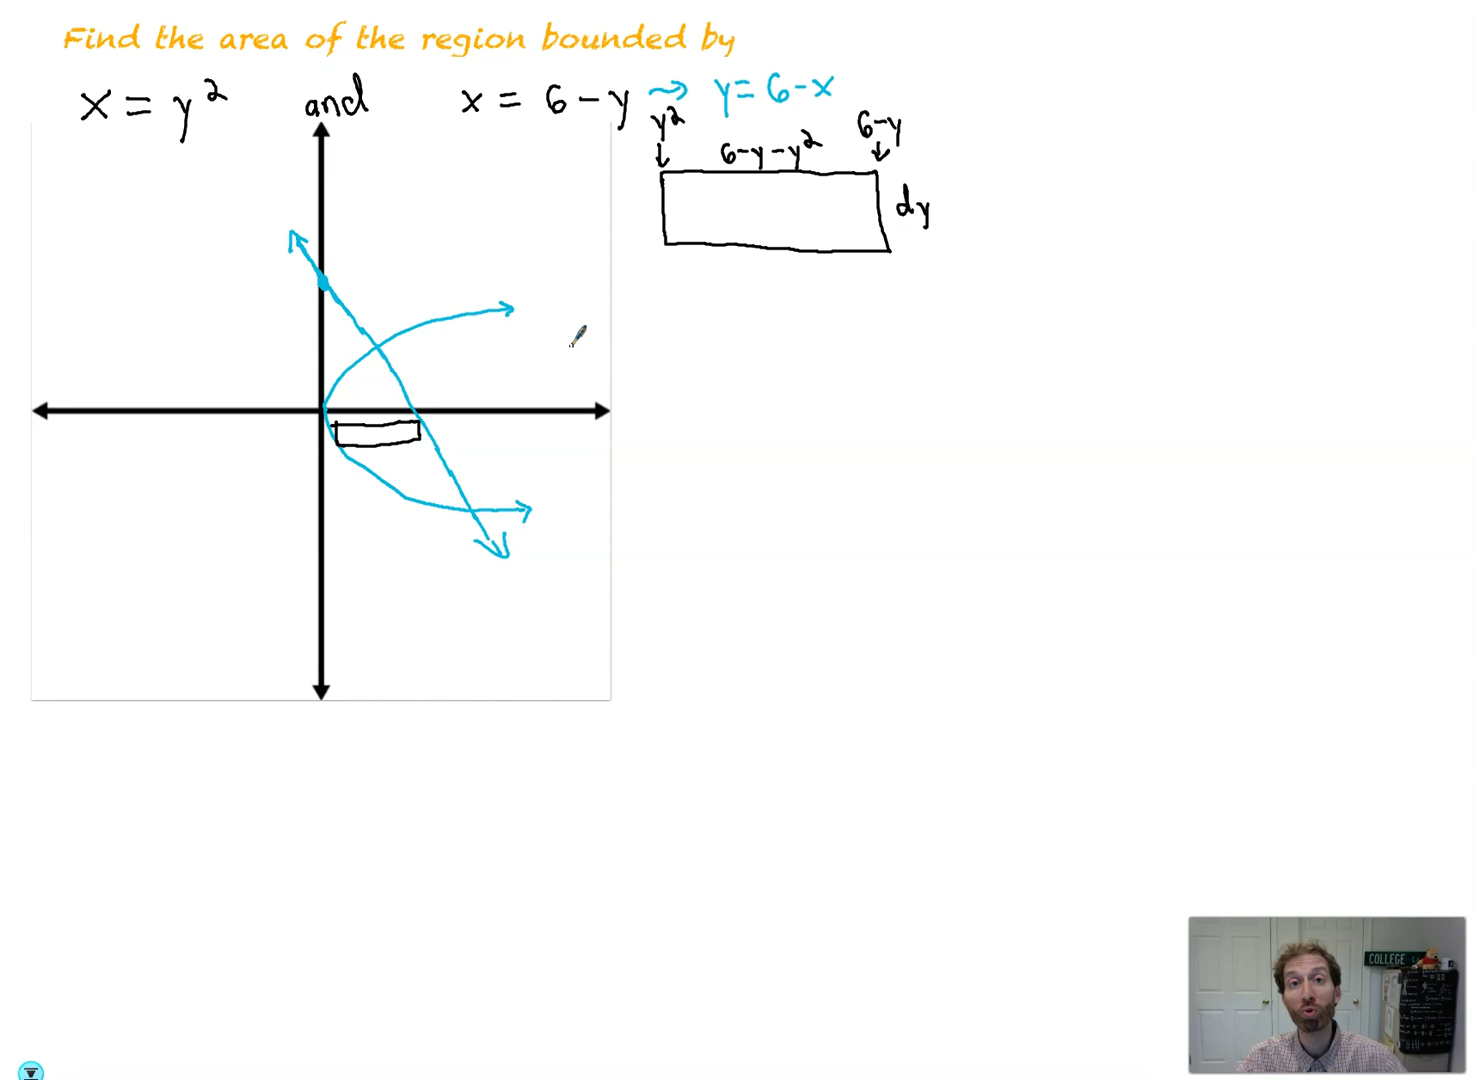 Find the area of the region bounded by
x = y² and x = 6 - y → y = 6 - x
y² 6-y
6-y-y²
dy
COLLEGE